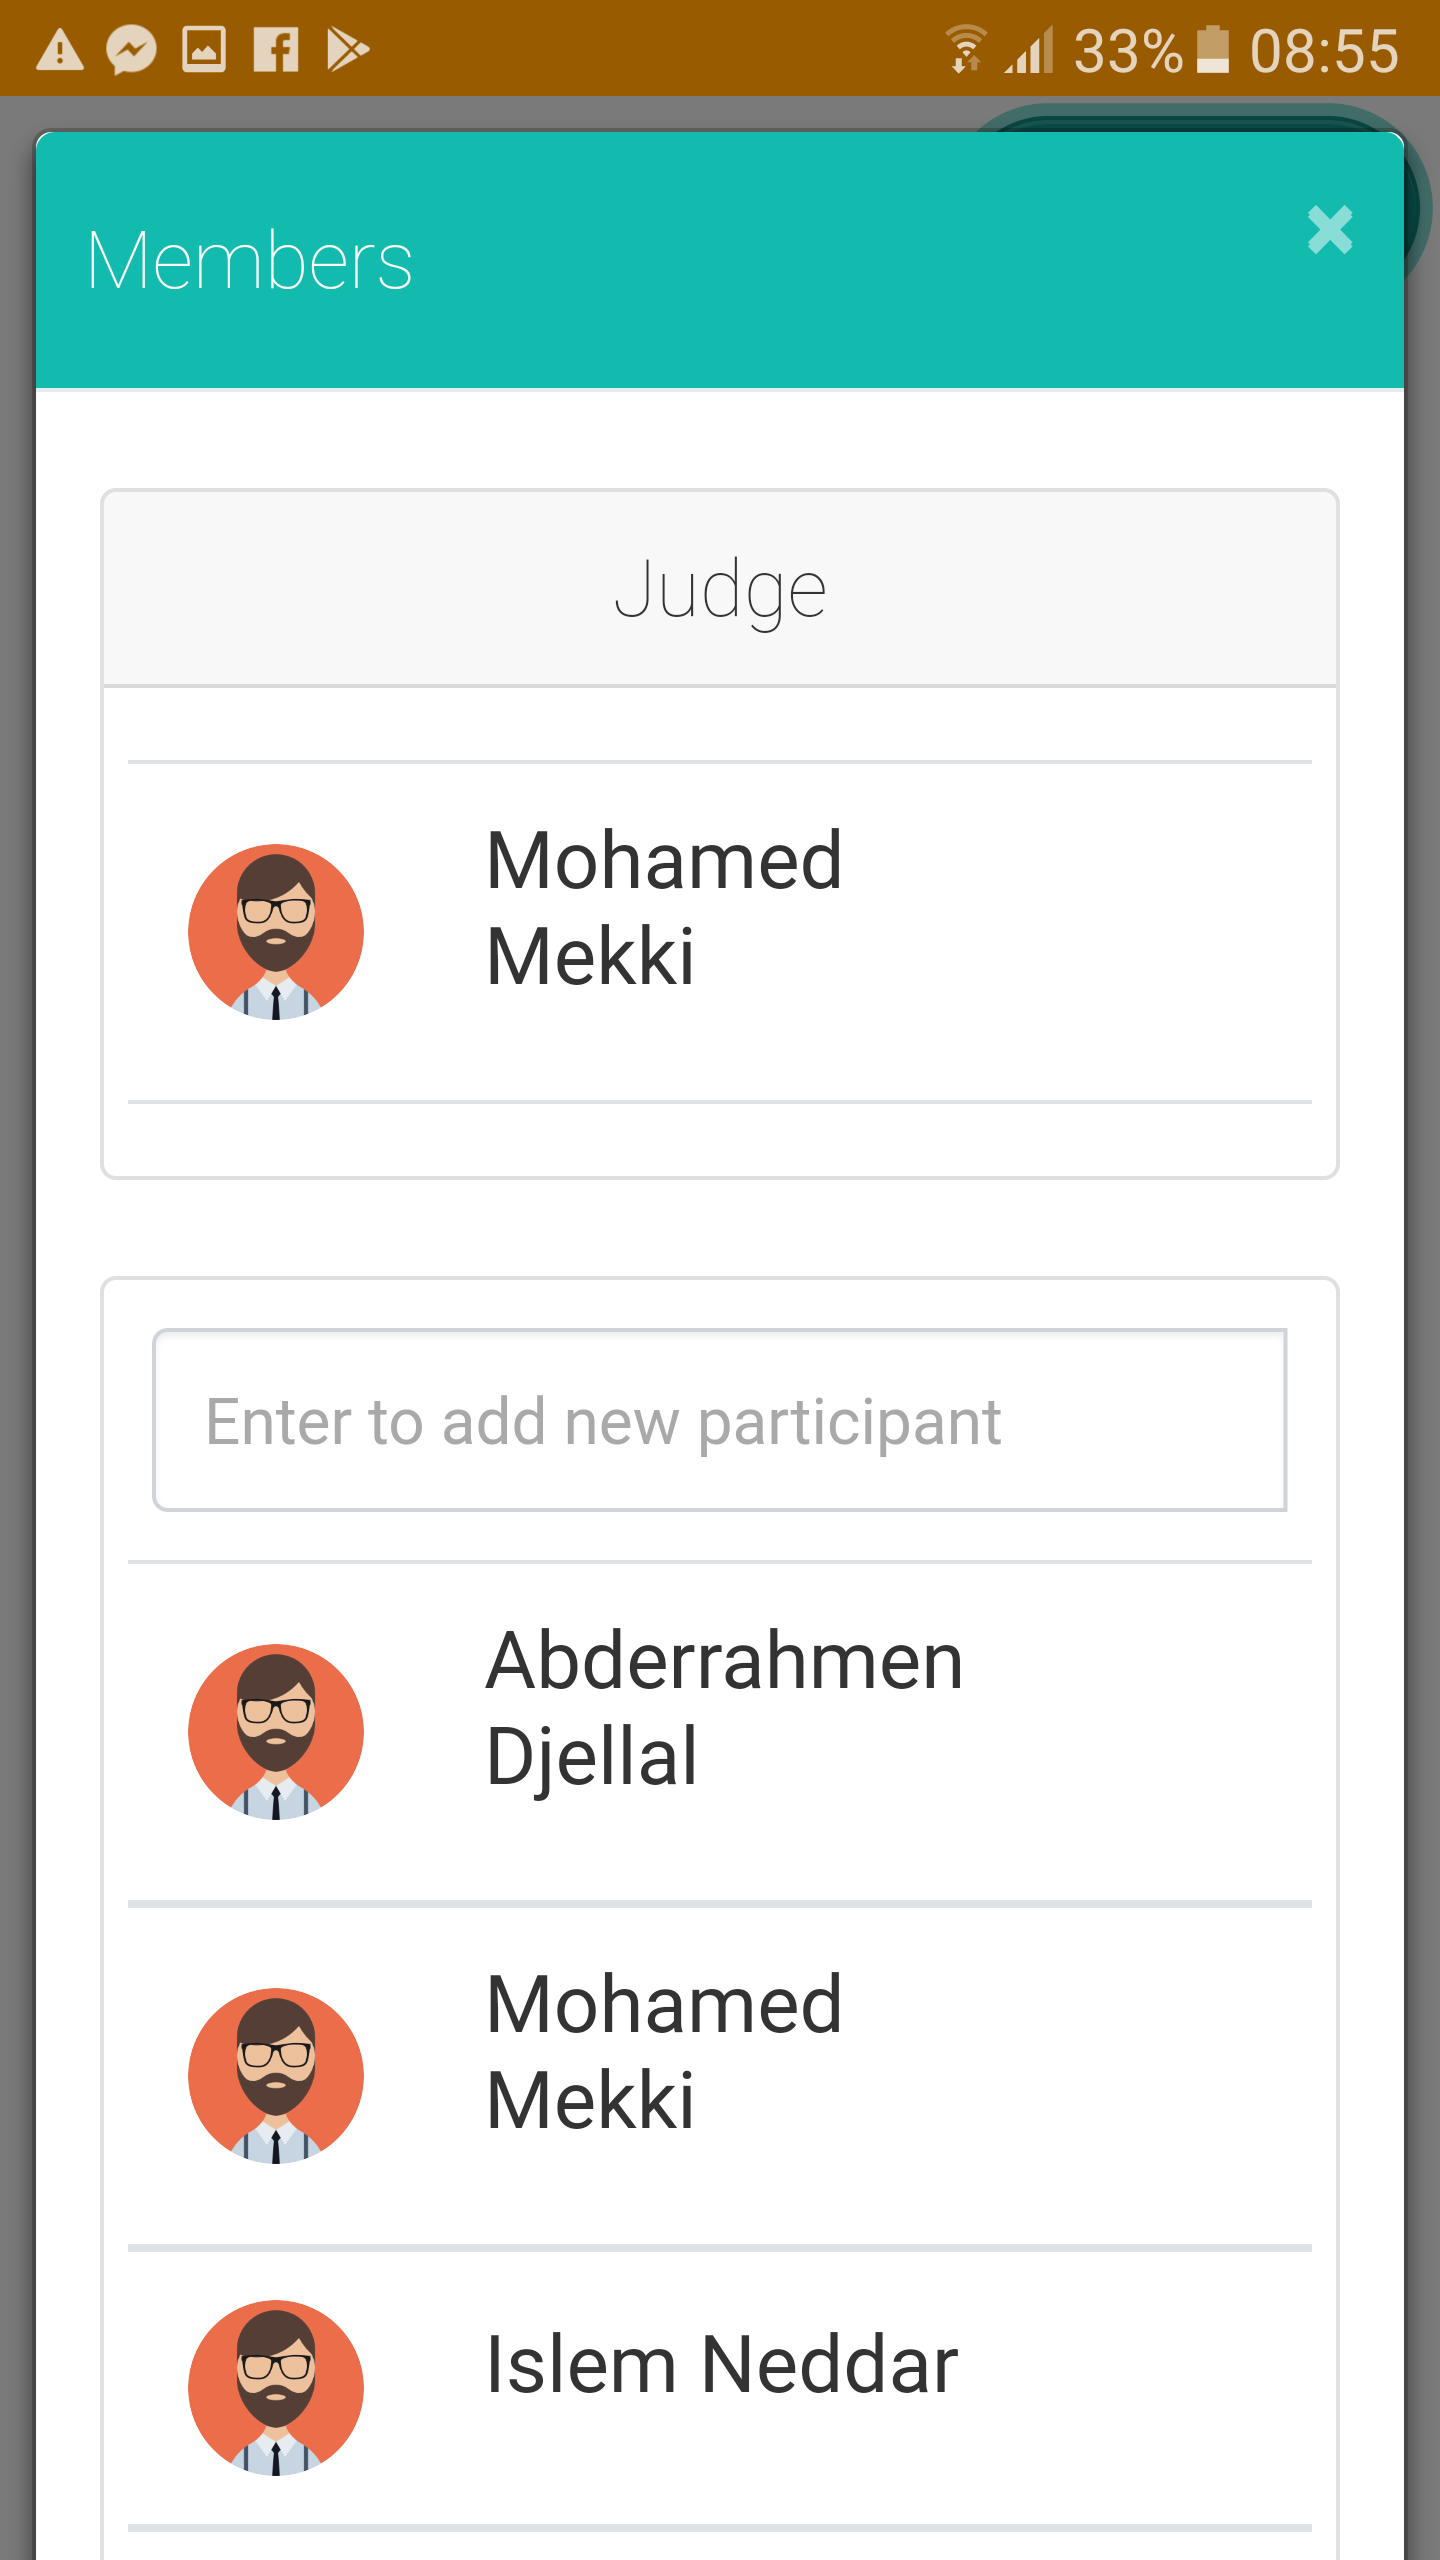 33% 08:55
Members
Judge
Mohamed
Mekki
Enter to add new participant
Abderrahmen
Djellal
Mohamed
Mekki
Islem Neddar